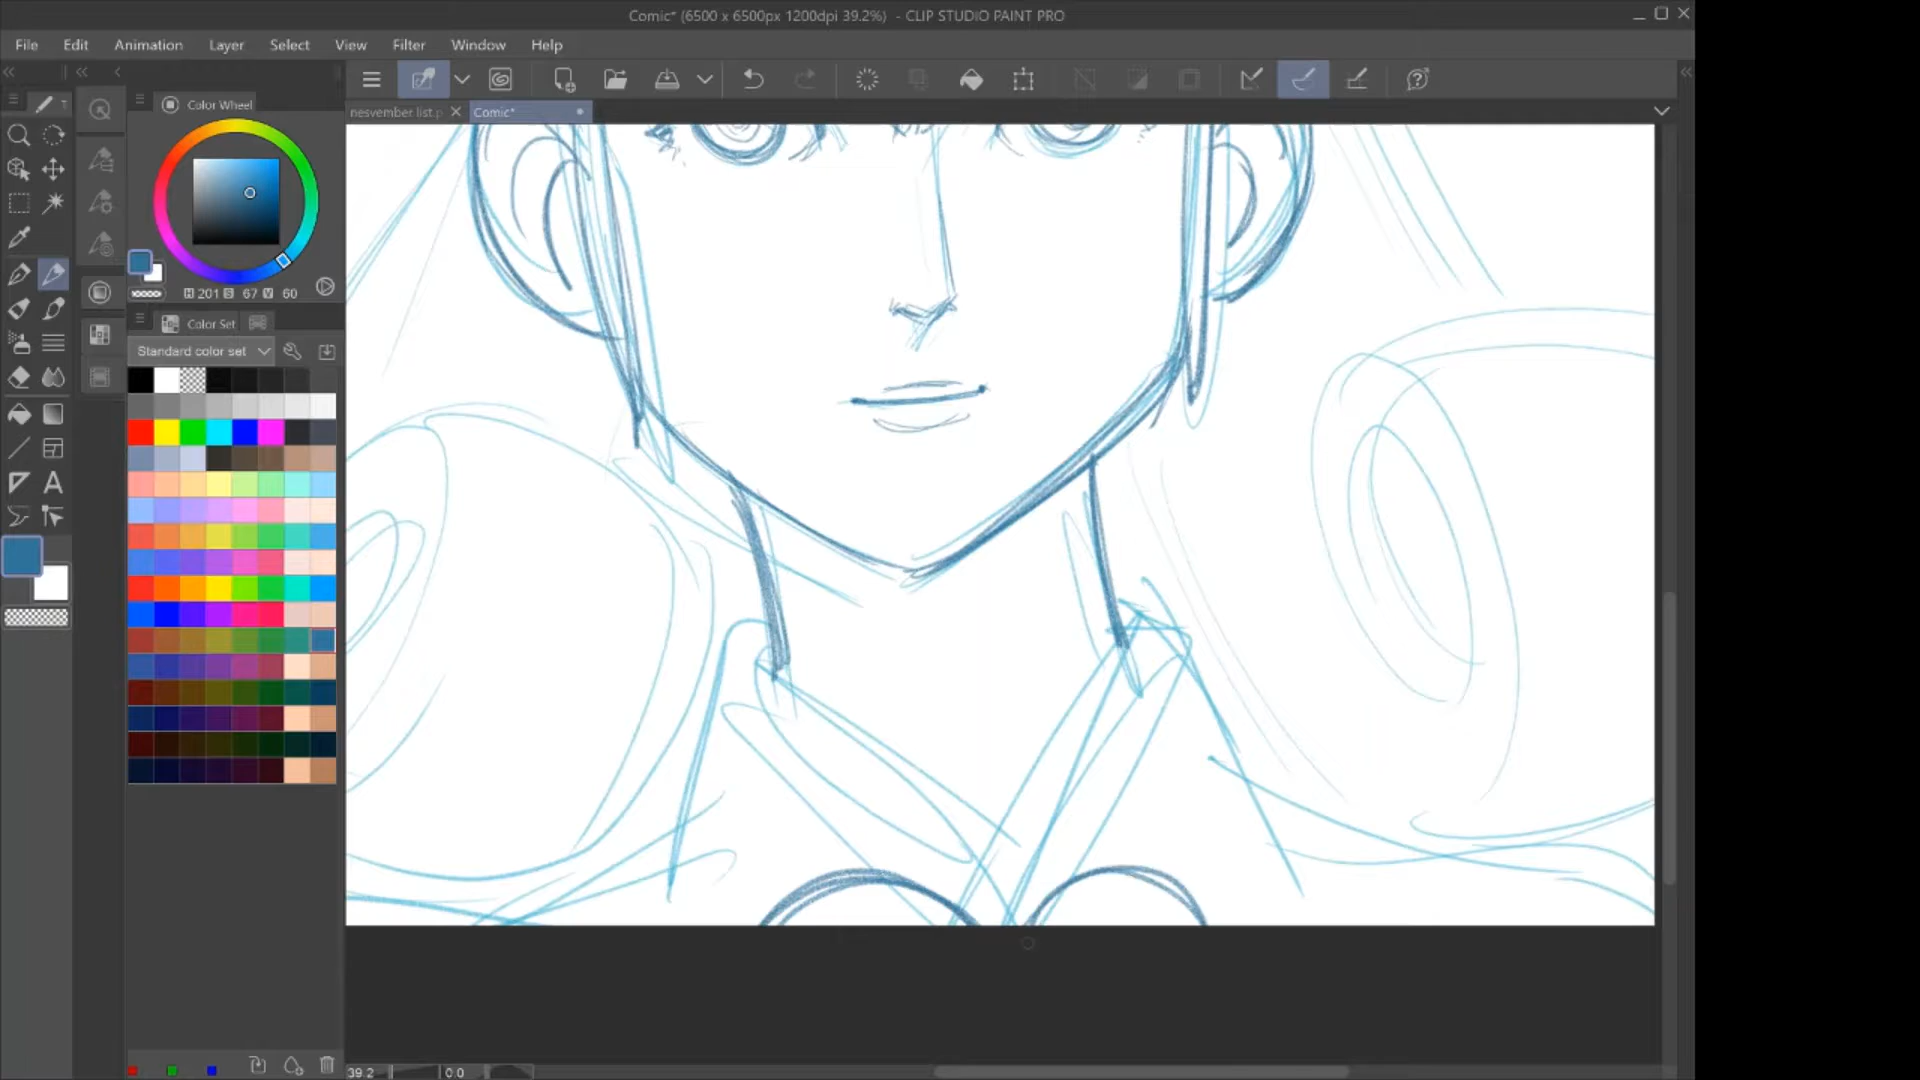 Comic* (6500 x 6500px 1200dpi 39.2%) - CLIP STUDIO PAINT PRO
File Edit Animation Layer Select View Filter Window Help
Color Wheel
nesvember list.p
Comic*
H 201 S 67 V 60
Color Set
Standard color set
39.2
0.0